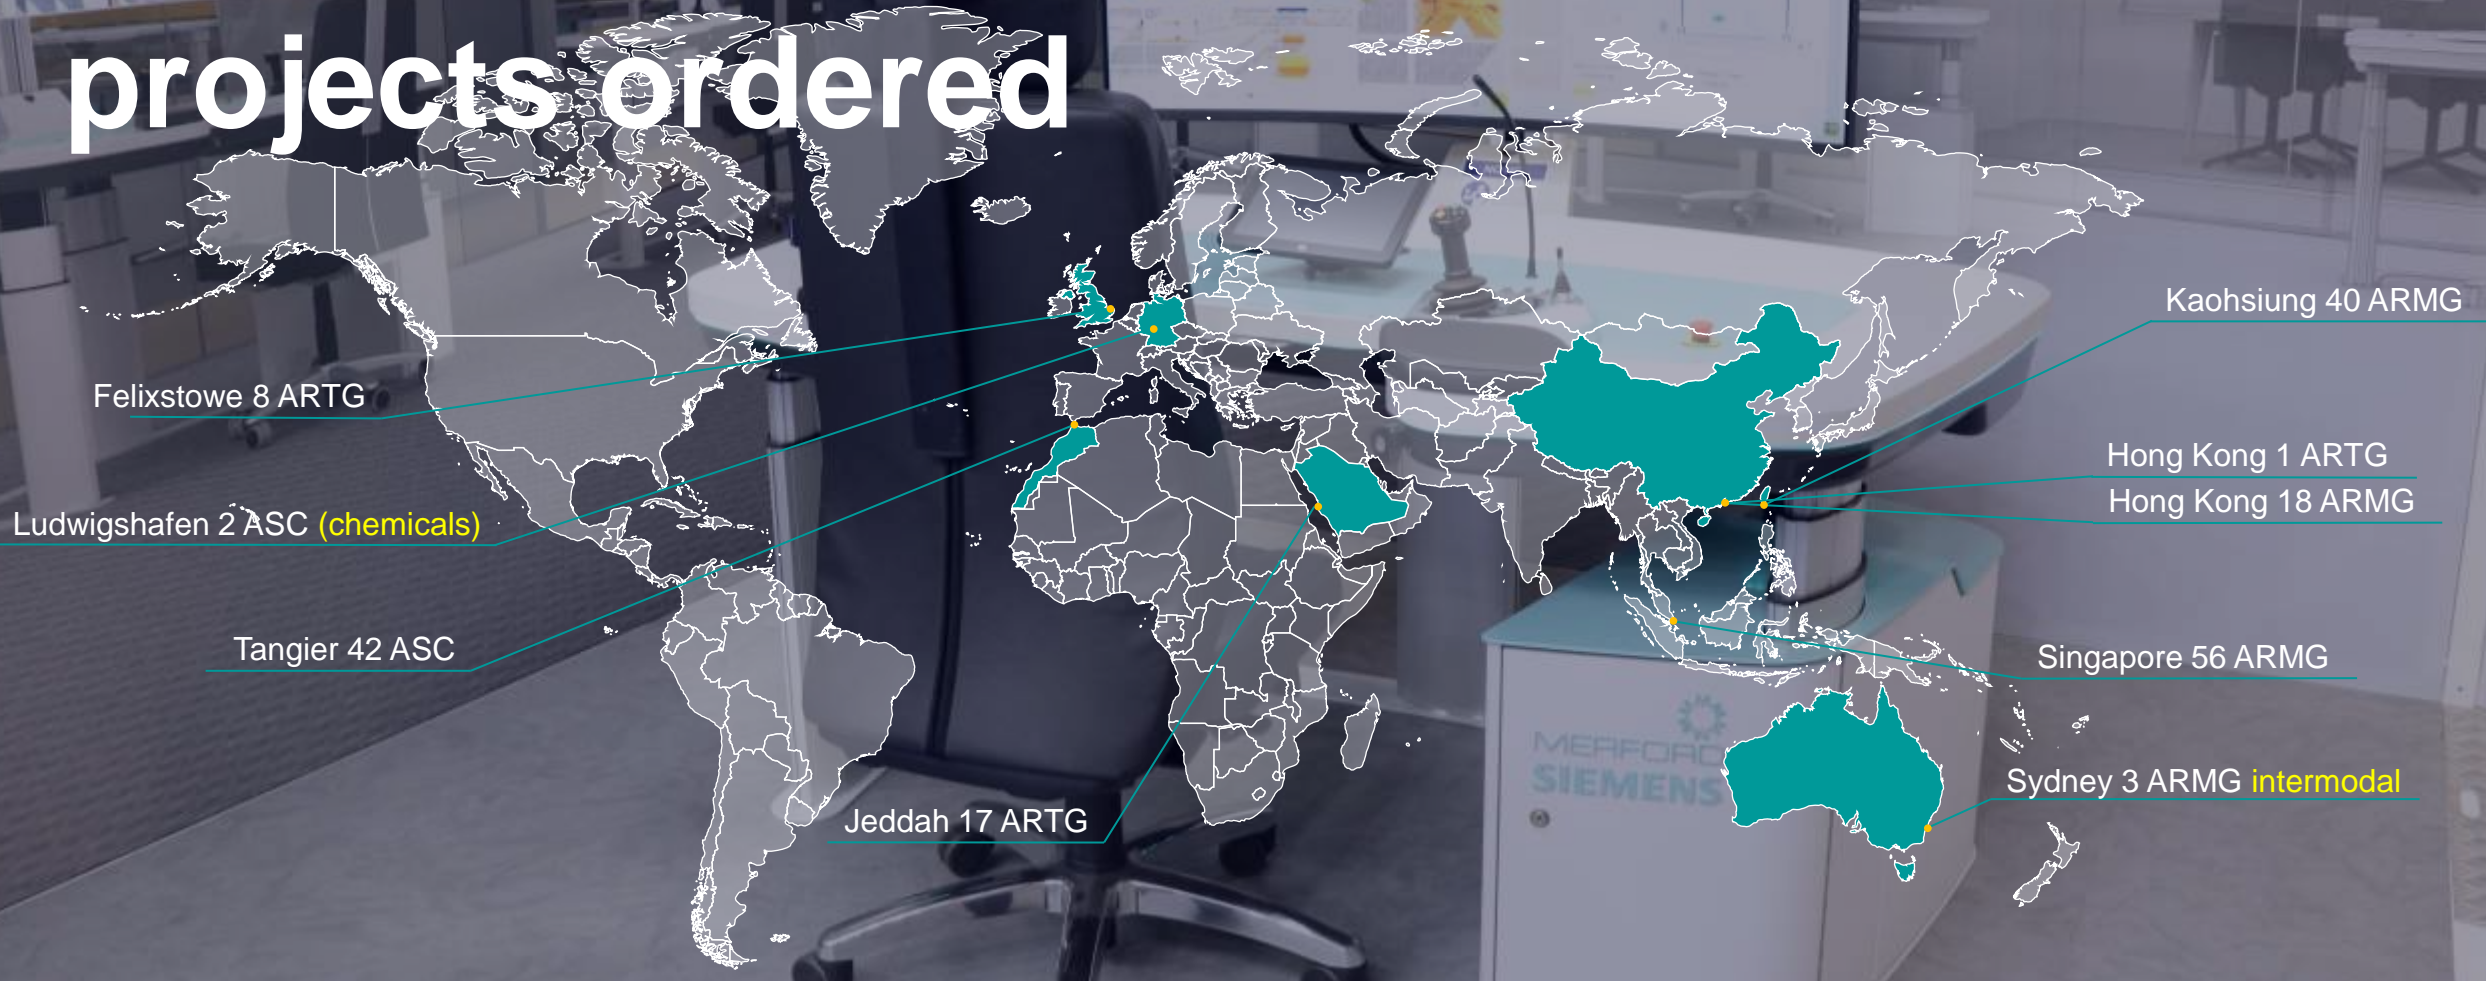 projects ordered
Kaohsiung 40 ARMG
Felixstowe 8 ARTG
Hong Kong 1 ARTG
Hong Kong 18 ARMG
Ludwigshafen 2 ASC (chemicals)
Tangier 42 ASC
Singapore 56 ARMG
Sydney 3 ARMG intermodal
Jeddah 17 ARTG
MERFORD
SIEMENS